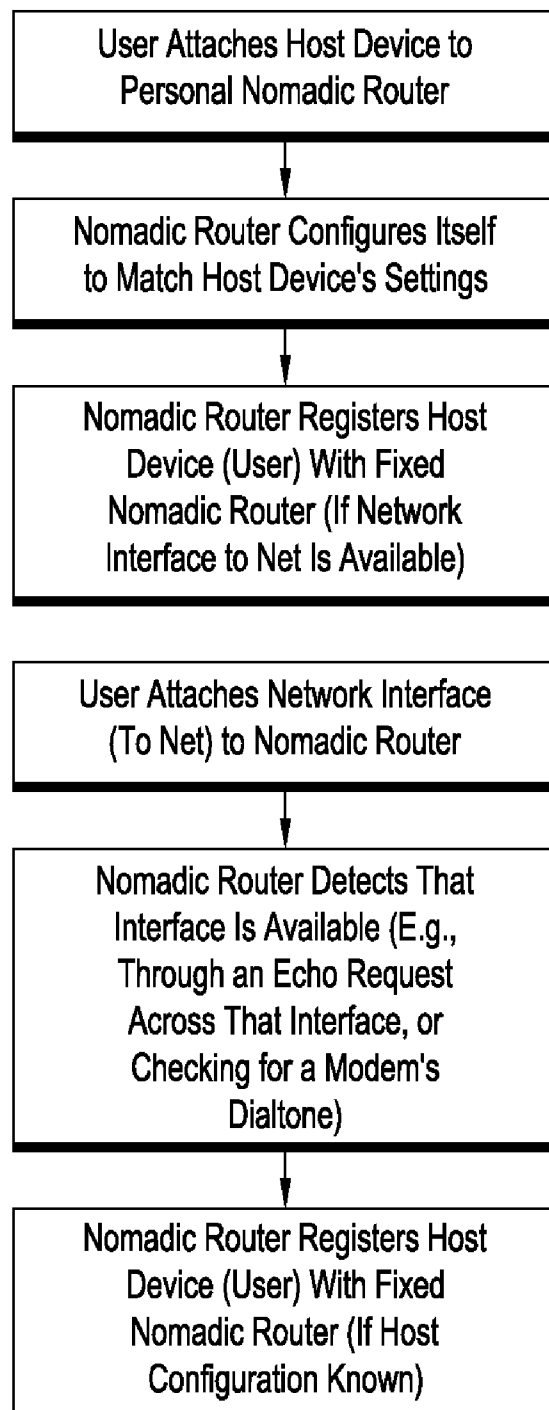 User Attaches Host Device to
Personal Nomadic Router
Nomadic Router Configures Itself
to Match Host Device's Settings
Nomadic Router Registers Host
Device (User) With Fixed
Nomadic Router (If Network
Interface to Net Is Available)
User Attaches Network Interface
(To Net) to Nomadic Router
Nomadic Router Detects That
Interface Is Available (E.g.,
Through an Echo Request
Across That Interface, or
Checking for a Modem's
Dialtone)
Nomadic Router Registers Host
Device (User) With Fixed
Nomadic Router (If Host
Configuration Known)